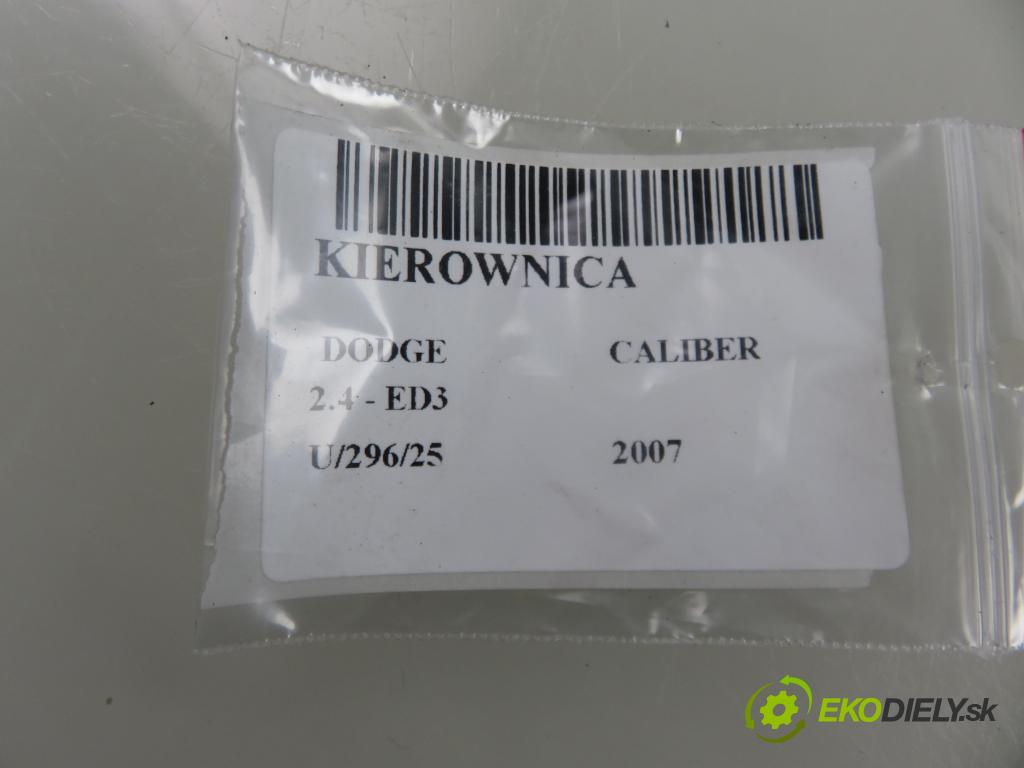 KIEROWNICA
DODGE CALIBER
2.4 - ED3
U/296/25 2007
EKODIELY.sk